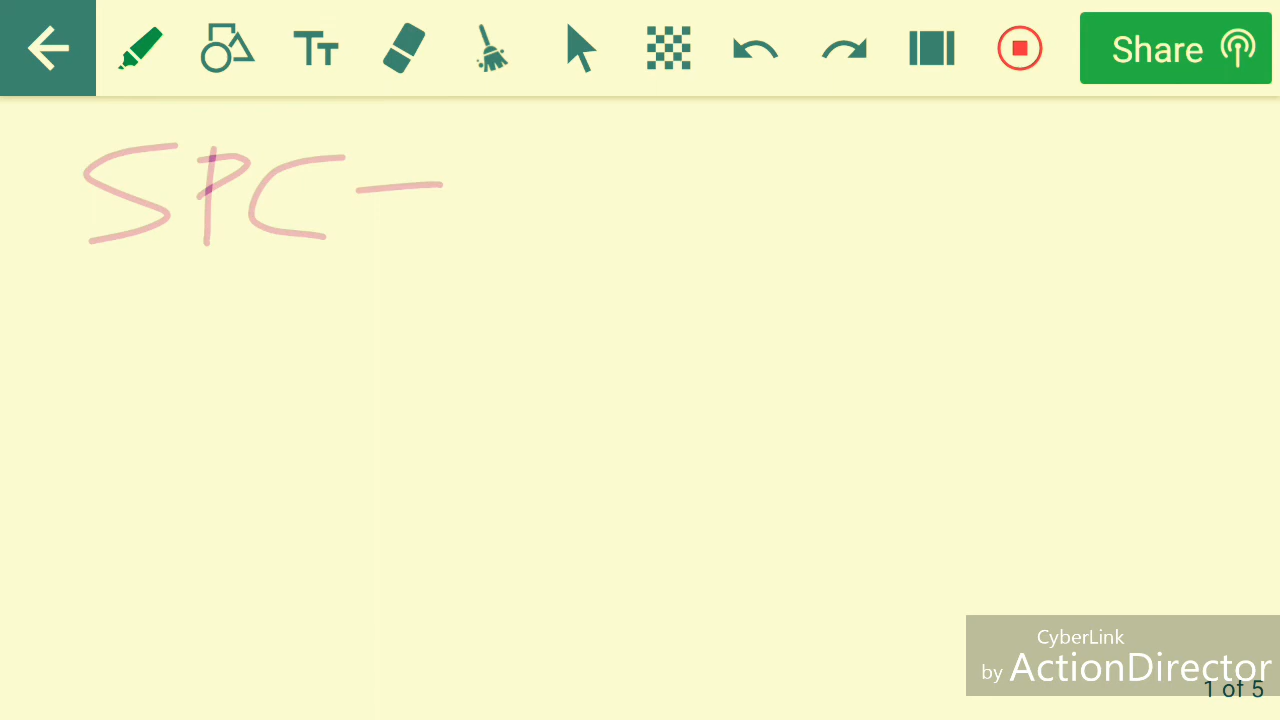 Share
SPC-
CyberLink
by ActionDirector
1 of 5